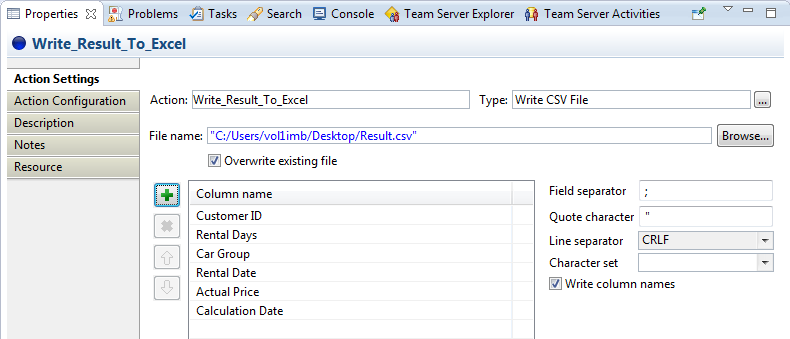 Properties Problems Tasks Search Console Team Server Explorer Team Server Activities
Write_Result_To_Excel
Action Settings
Action Configuration
Description
Notes
Resource
Action: Write_Result_To_Excel Type: Write CSV File ...
File name: "C:/Users/vol1imb/Desktop/Result.csv" Browse...
Overwrite existing file
Column name
Customer ID
Rental Days
Car Group
Rental Date
Actual Price
Calculation Date
Field separator ;
Quote character "
Line separator CRLF
Character set
Write column names